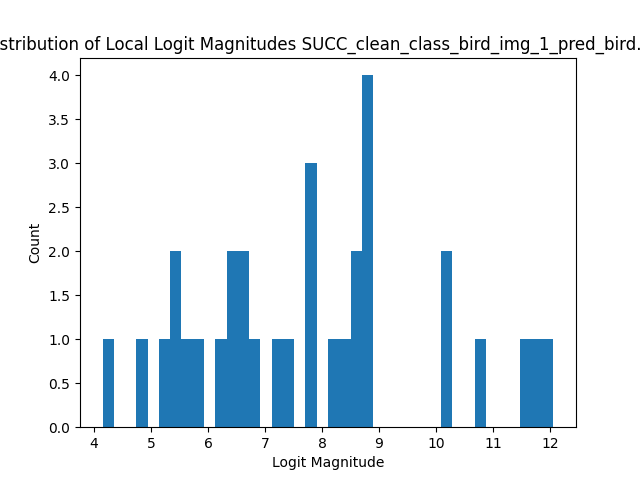 stribution of Local Logit Magnitudes SUCC_clean_class_bird_img_1_pred_bird.
4.0
3.5
3.0
2.5
2.0
1.5
1.0
0.5
0.0
Count
4 5 6 7 8 9 10 11 12
Logit Magnitude